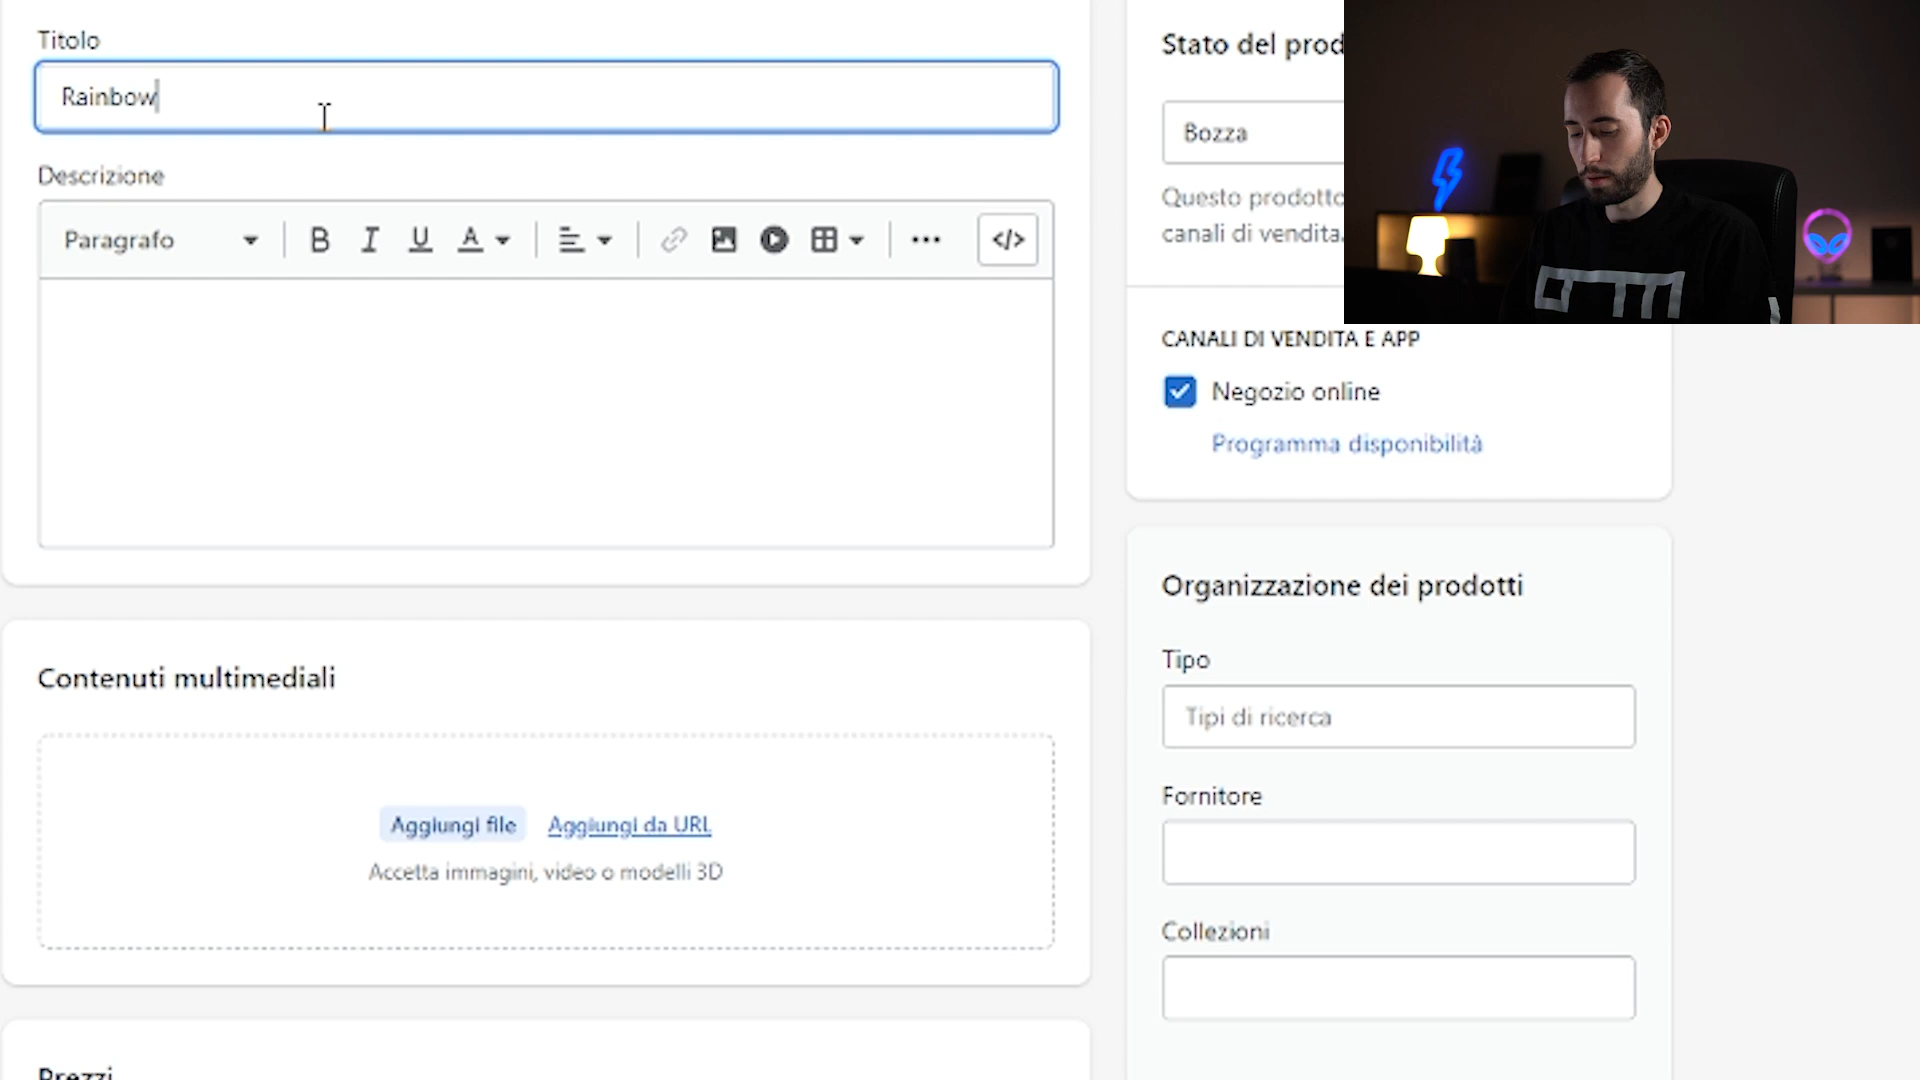 Titolo
Rainbow
Descrizione
Paragrafo
B I U A
</>
Contenuti multimediali
Aggiungi file Aggiungi da URL
Accetta immagini, video o modelli 3D
Prezzi
Stato del prod
Bozza
Questo prodotto
canali di vendita.
CANALI DI VENDITA E APP
Negozio online
Programma disponibilità
Organizzazione dei prodotti
Tipo
Tipi di ricerca
Fornitore
Collezioni